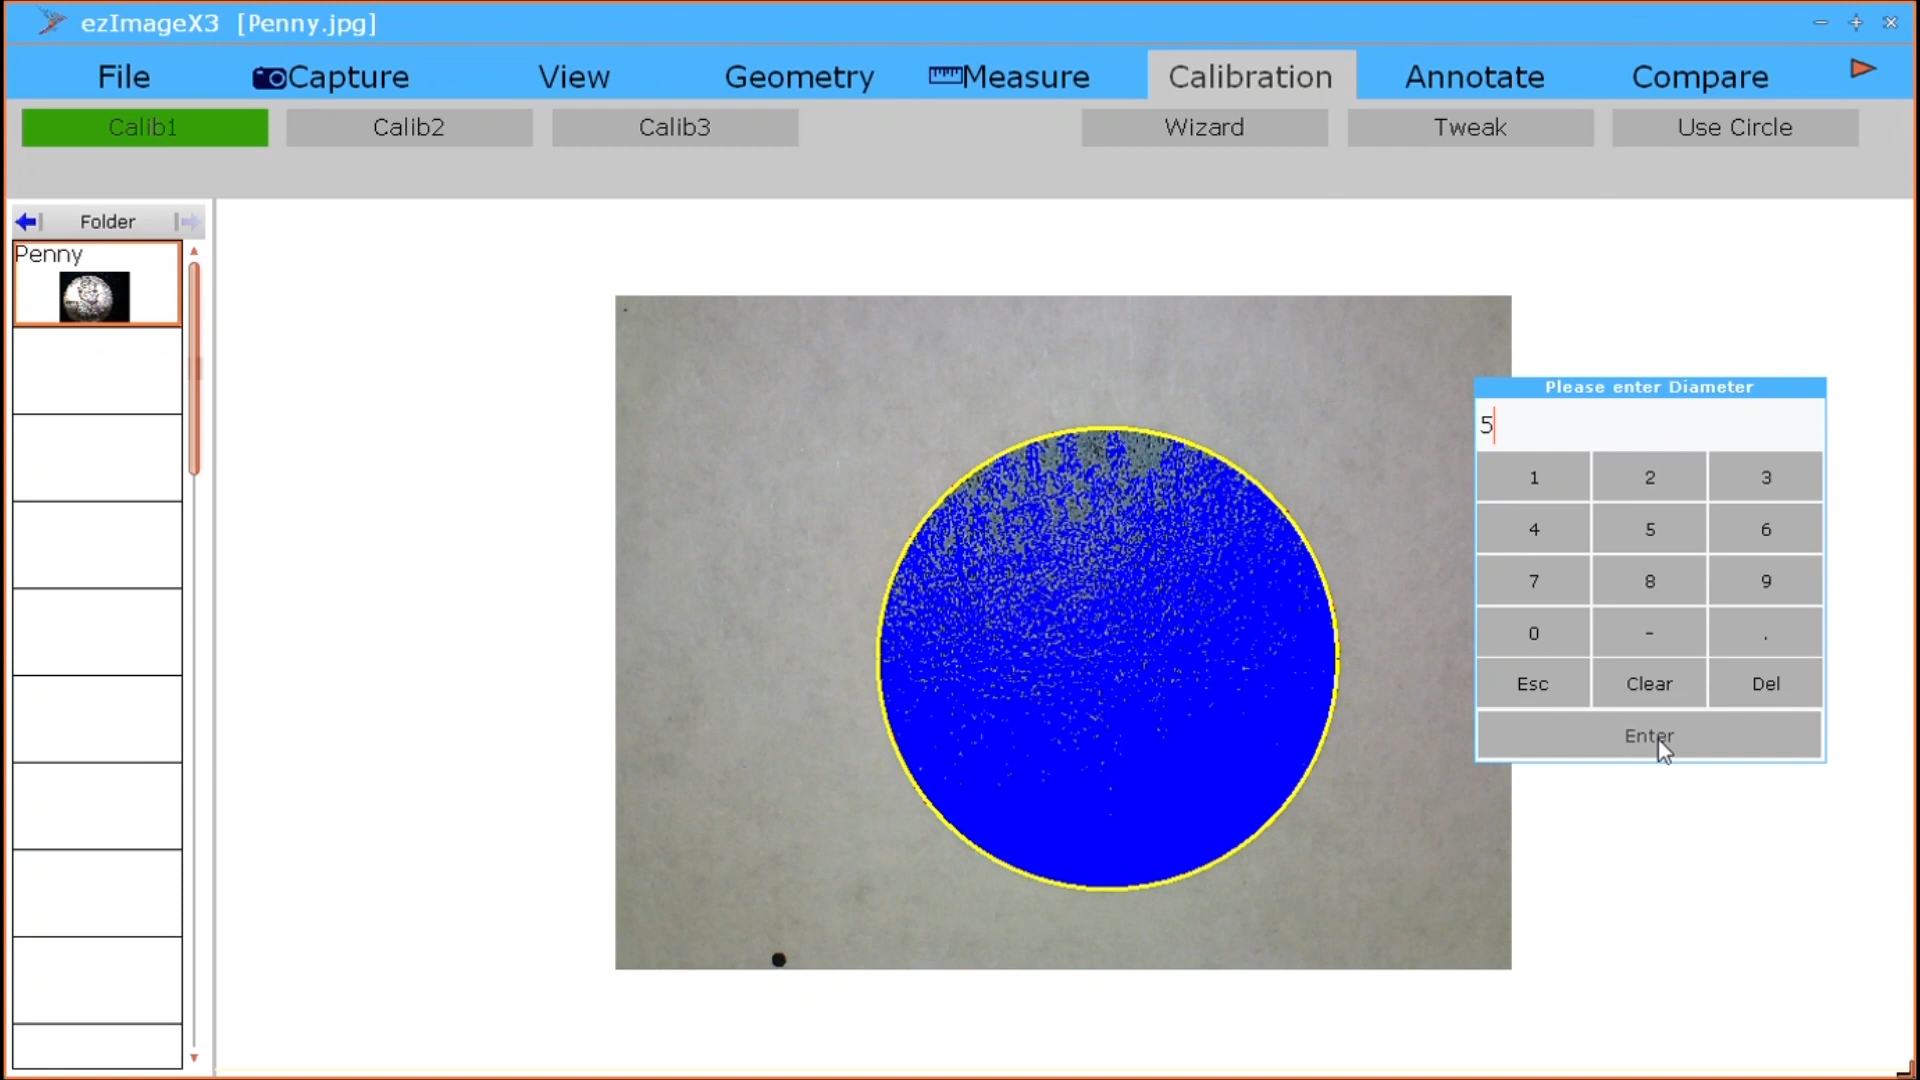 ezImageX3 [Penny.jpg]
File Capture View Geometry Measure Calibration Annotate Compare
Calib1 Calib2 Calib3 Wizard Tweak Use Circle
Folder
Penny
Please enter Diameter
5
1 2 3
4 5 6
7 8 9
0 - .
Esc Clear Del
Enter